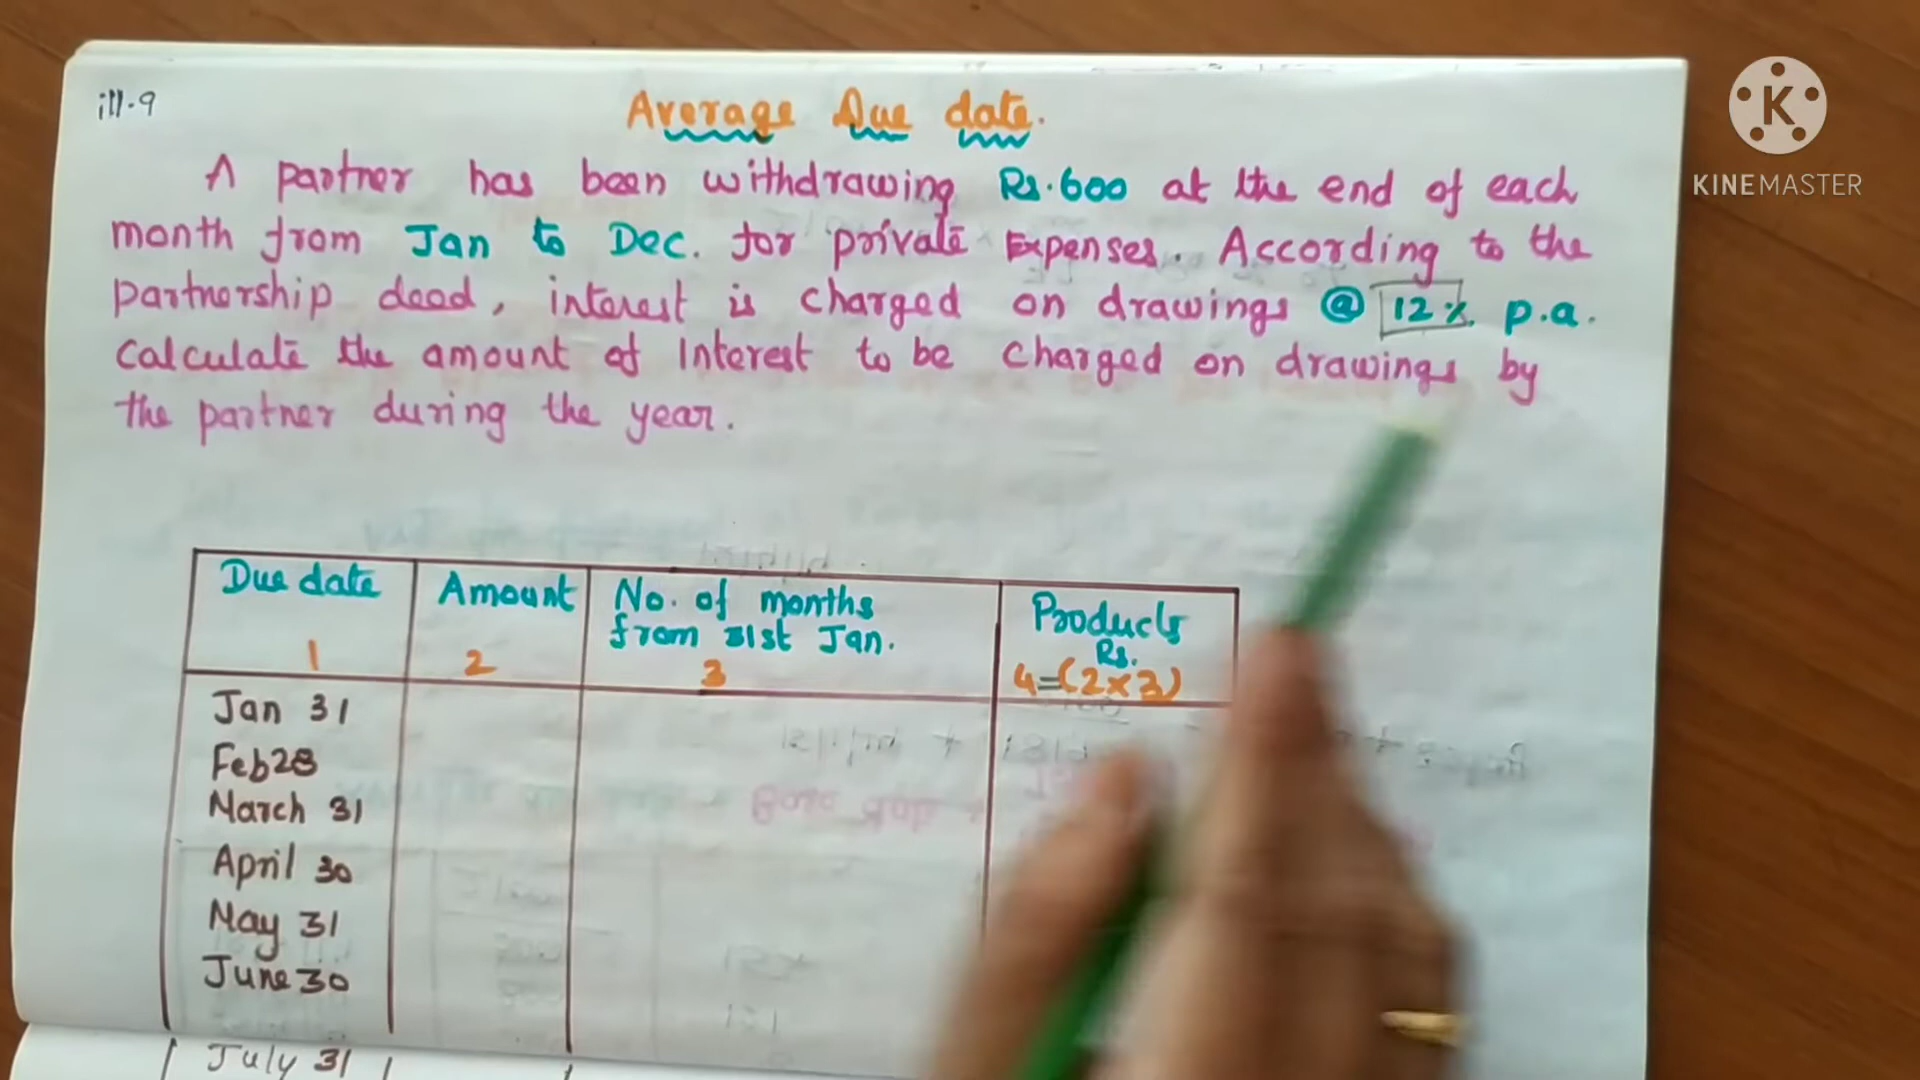 ill.9
Average Due date.
A partner has been withdrawing Rs.600 at the end of each
month from Jan to Dec. for private Expenses. According to the
partnership deed, interest is charged on drawings @ 12% p.a.
Calculate the amount of Interest to be charged on drawings by
the partner during the year.
Due date Amount No. of months Products
from 31st Jan. Rs.
1 2 3 4=(2x3)
Jan 31
Feb28
March 31
April 30
May 31
June 30
July 31
K
KINEMASTER